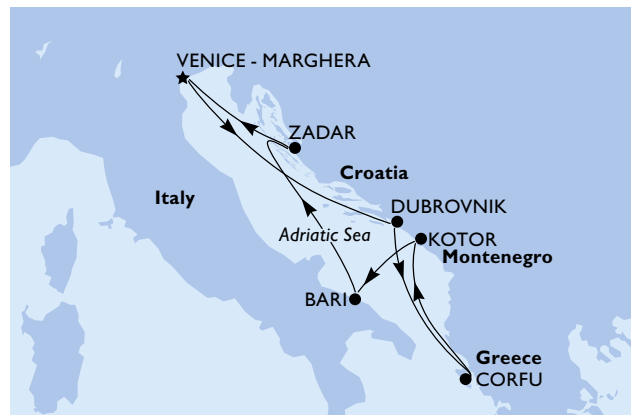 VENICE - MARGHERA
ZADAR
Croatia
Italy
DUBROVNIK
Adriatic Sea
KOTOR
Montenegro
BARI
Greece
CORFU